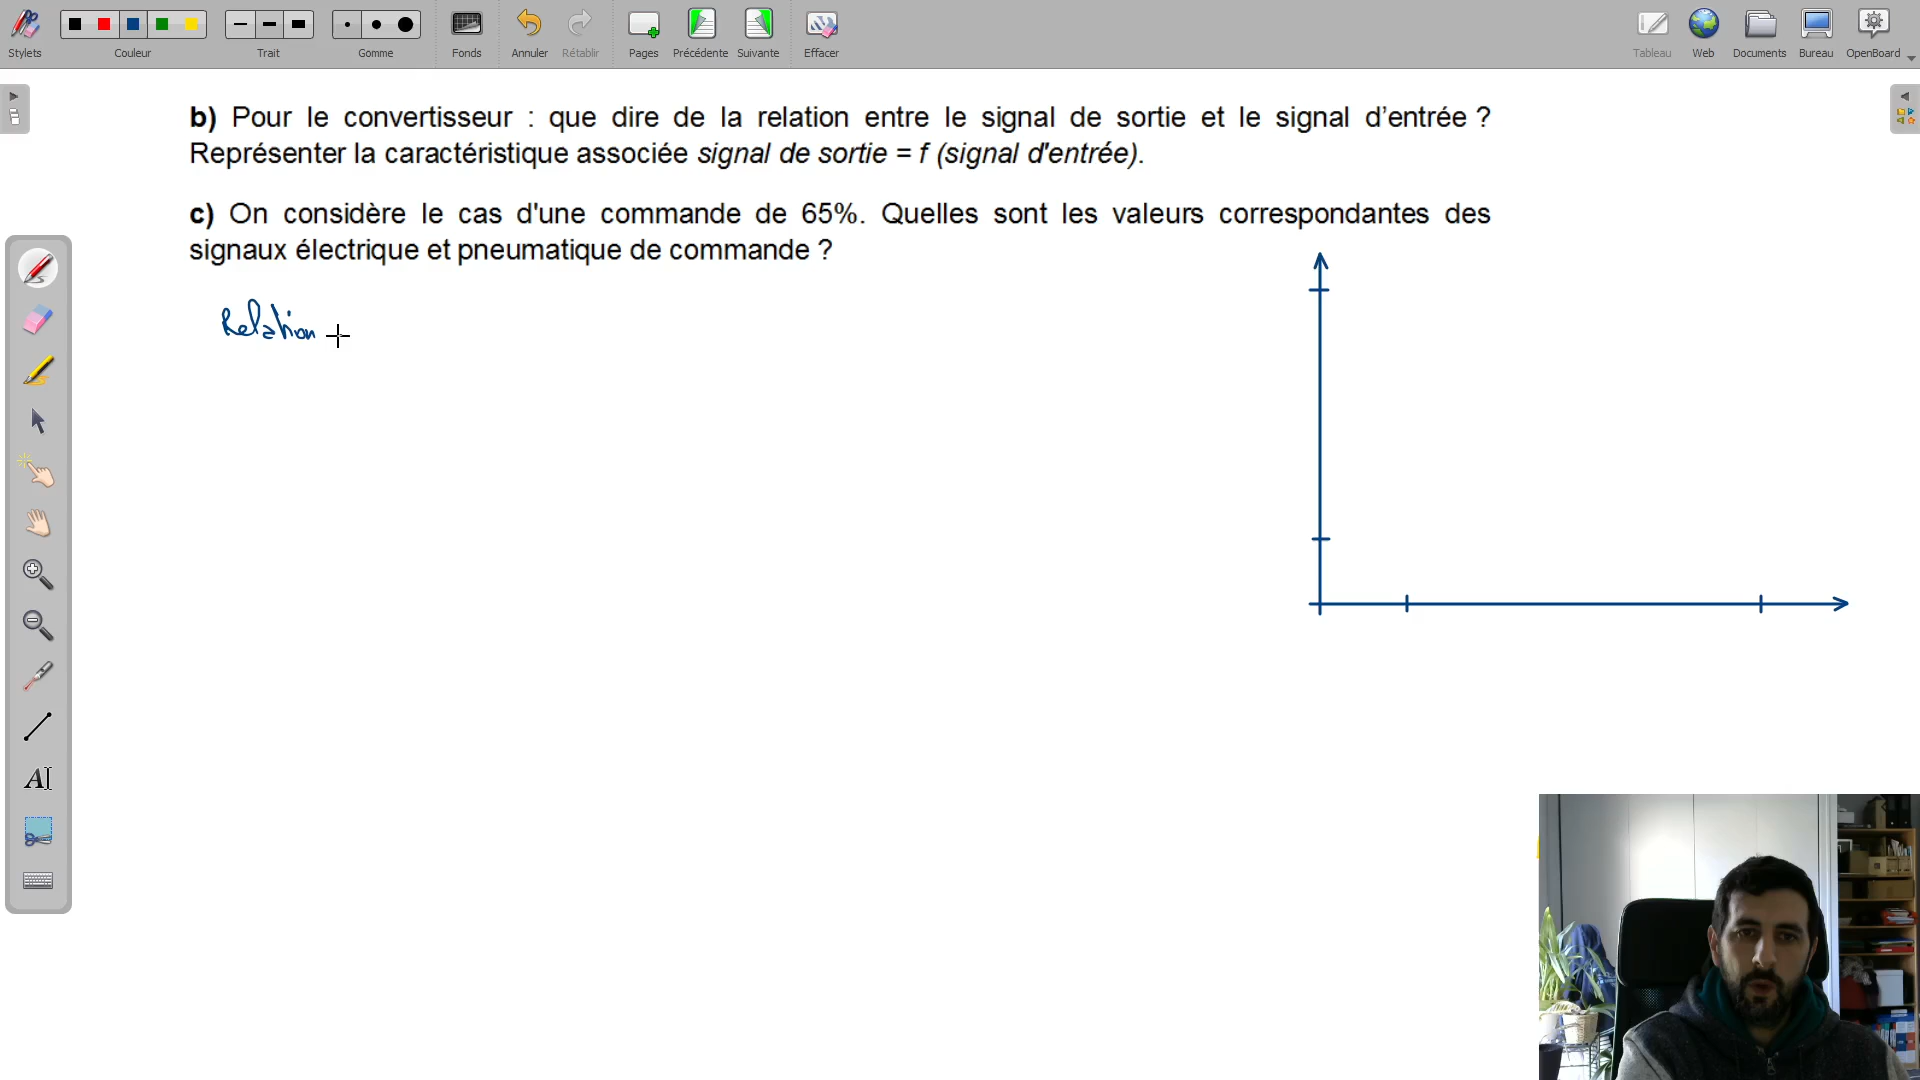 Stylets
Couleur
Trait
Gomme
Fonds
Annuler
Rétablir
Pages
Précédente
Suivante
Effacer
Tableau
Web
Documents
Bureau
OpenBoard
b) Pour le convertisseur : que dire de la relation entre le signal de sortie et le signal d’entrée ?
Représenter la caractéristique associée signal de sortie = f (signal d'entrée).
c) On considère le cas d'une commande de 65%. Quelles sont les valeurs correspondantes des
signaux électrique et pneumatique de commande ?
Relation